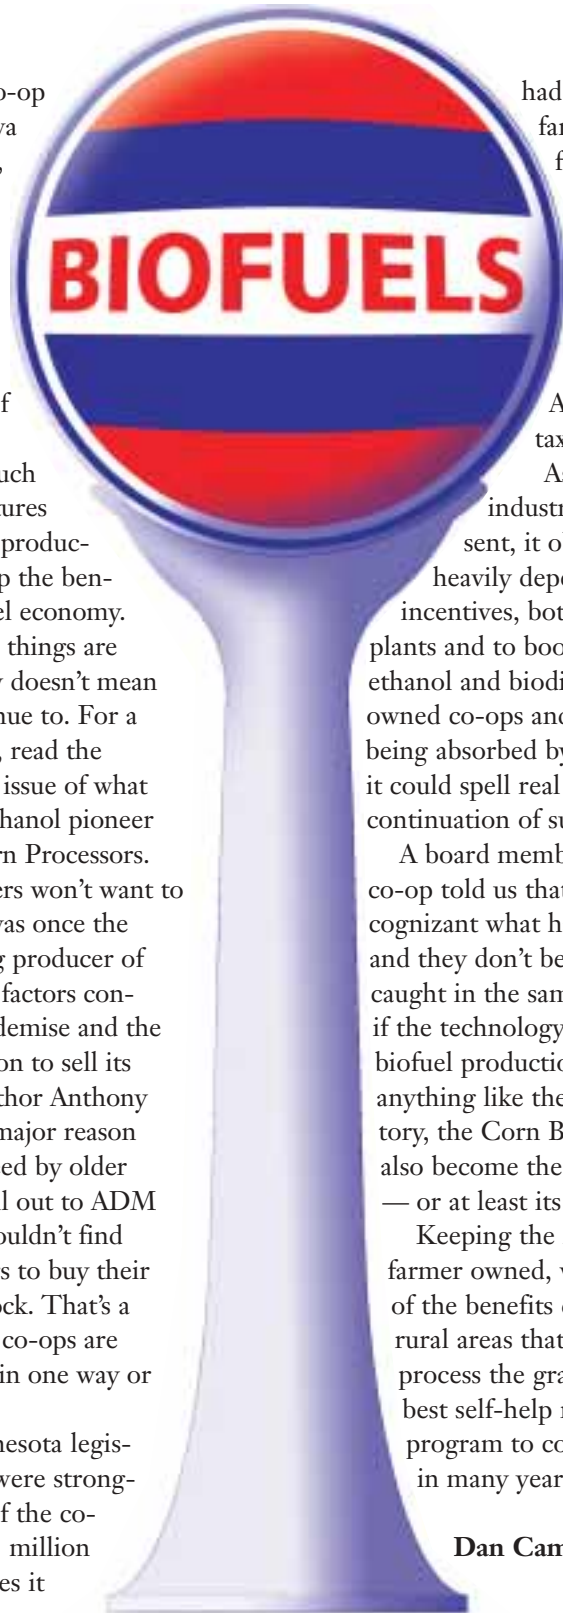 BIOFUELS
o-op
va
,
f
uch
tures
produc-
p the ben-
el economy.
things are
y doesn't mean
nue to. For a
, read the
issue of what
hanol pioneer
rn Processors.
ers won't want to
was once the
g producer of
factors con-
demise and the
on to sell its
thor Anthony
major reason
ed by older
ll out to ADM
ouldn't find
s to buy their
ock. That's a
co-ops are
in one way or
nesota legis-
were strong-
f the co-
million
es it
had
far
f
A
tax
As
industr
sent, it o
heavily depe
incentives, bot
plants and to boo
ethanol and biodi
owned co-ops and
being absorbed by
it could spell real
continuation of su
A board memb
co-op told us that
cognizant what h
and they don't be
caught in the sam
if the technology
biofuel productio
anything like the
tory, the Corn B
also become the
— or at least its
Keeping the
farmer owned, w
of the benefits
rural areas that
process the gra
best self-help r
program to co
in many year
Dan Cam